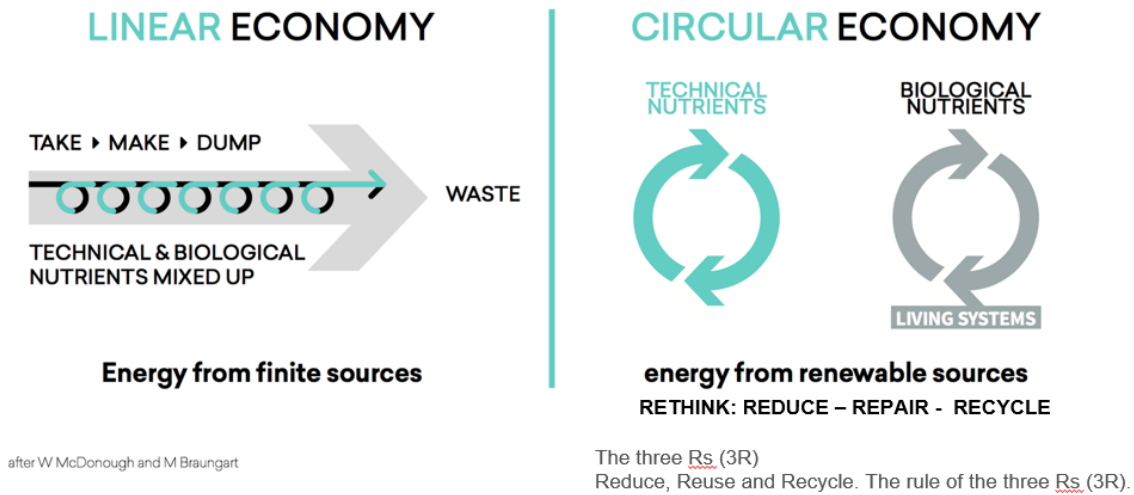 LINEAR ECONOMY
TAKE ▸ MAKE ▸ DUMP
WASTE
TECHNICAL & BIOLOGICAL
NUTRIENTS MIXED UP
Energy from finite sources
after W McDonough and M Braungart
CIRCULAR ECONOMY
TECHNICAL
NUTRIENTS
BIOLOGICAL
NUTRIENTS
LIVING SYSTEMS
energy from renewable sources
RETHINK: REDUCE – REPAIR - RECYCLE
The three Rs (3R)
Reduce, Reuse and Recycle. The rule of the three Rs (3R).